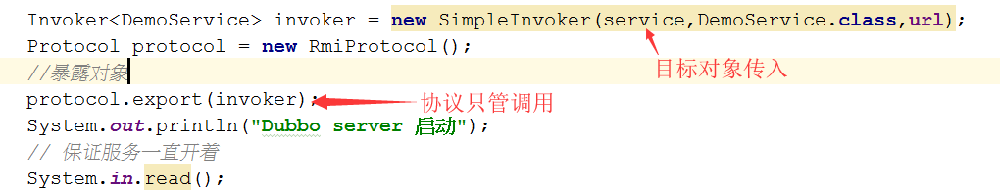 Invoker<DemoService> invoker = new SimpleInvoker(service,DemoService.class,url);
Protocol protocol = new RmiProtocol();
目标对象传入
//暴露对象
protocol.export(invoker);
协议只管调用
System.out.println("Dubbo server 启动");
// 保证服务一直开着
System.in.read();